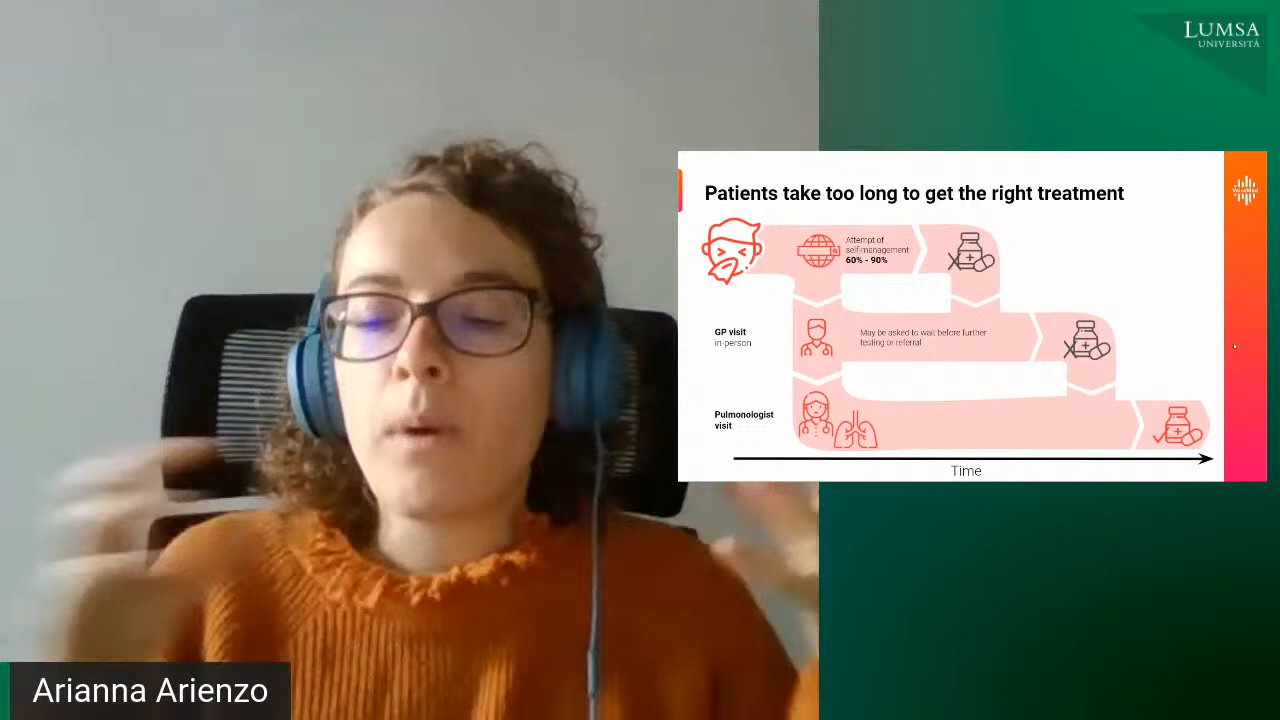 LUMSA
UNIVERSITÀ
Patients take too long to get the right treatment
VoiceMed
Attempt of
self-management
60% - 90%
GP visit
in-person
May be asked to wait before further
testing or referral
Pulmonologist
visit
Time
Arianna Arienzo